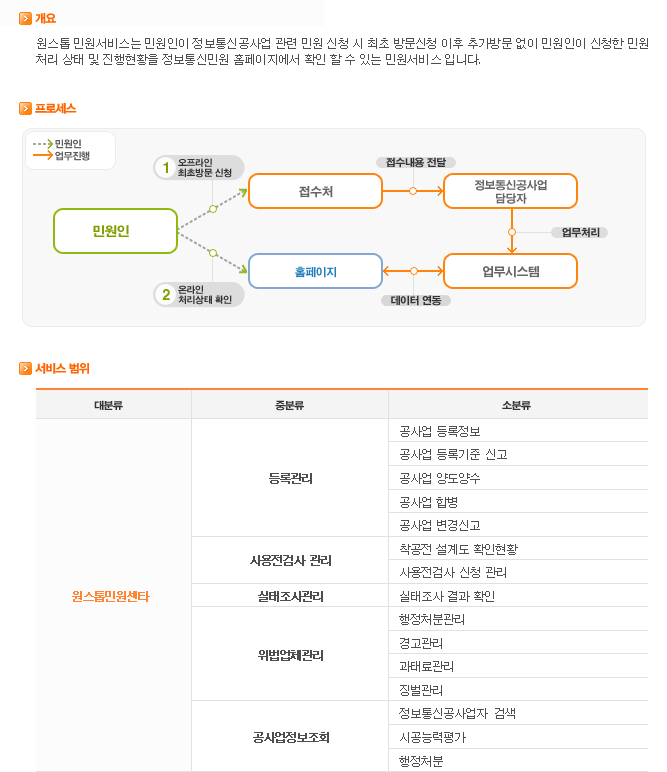 개요
원스톱 민원서비스는 민원인이 정보통신공사업 관련 민원 신청 시 최초 방문신청 이후 추가방문 없이 민원인이 신청한 민원
처리 상태 및 진행현황을 정보통신민원 홈페이지에서 확인 할 수 있는 민원서비스 입니다.
프로세스
민원인
업무진행
1 오프라인
최초방문 신청
접수처
접수내용 전달
정보통신공사업
담당자
민원인
업무처리
홈페이지
업무시스템
2 온라인
처리상태 확인
데이터 연동
서비스 범위
대분류 중분류 소분류
공사업 등록정보
공사업 등록기준 신고
등록관리 공사업 양도양수
공사업 합병
공사업 변경신고
착공전 설계도 확인현황
사용전검사 관리
사용전검사 신청 관리
원스톱민원센타 실태조사관리 실태조사 결과 확인
행정처분관리
경고관리
위법업체관리
과태료관리
징벌관리
정보통신공사업자 검색
공사업정보조회 시공능력평가
행정처분